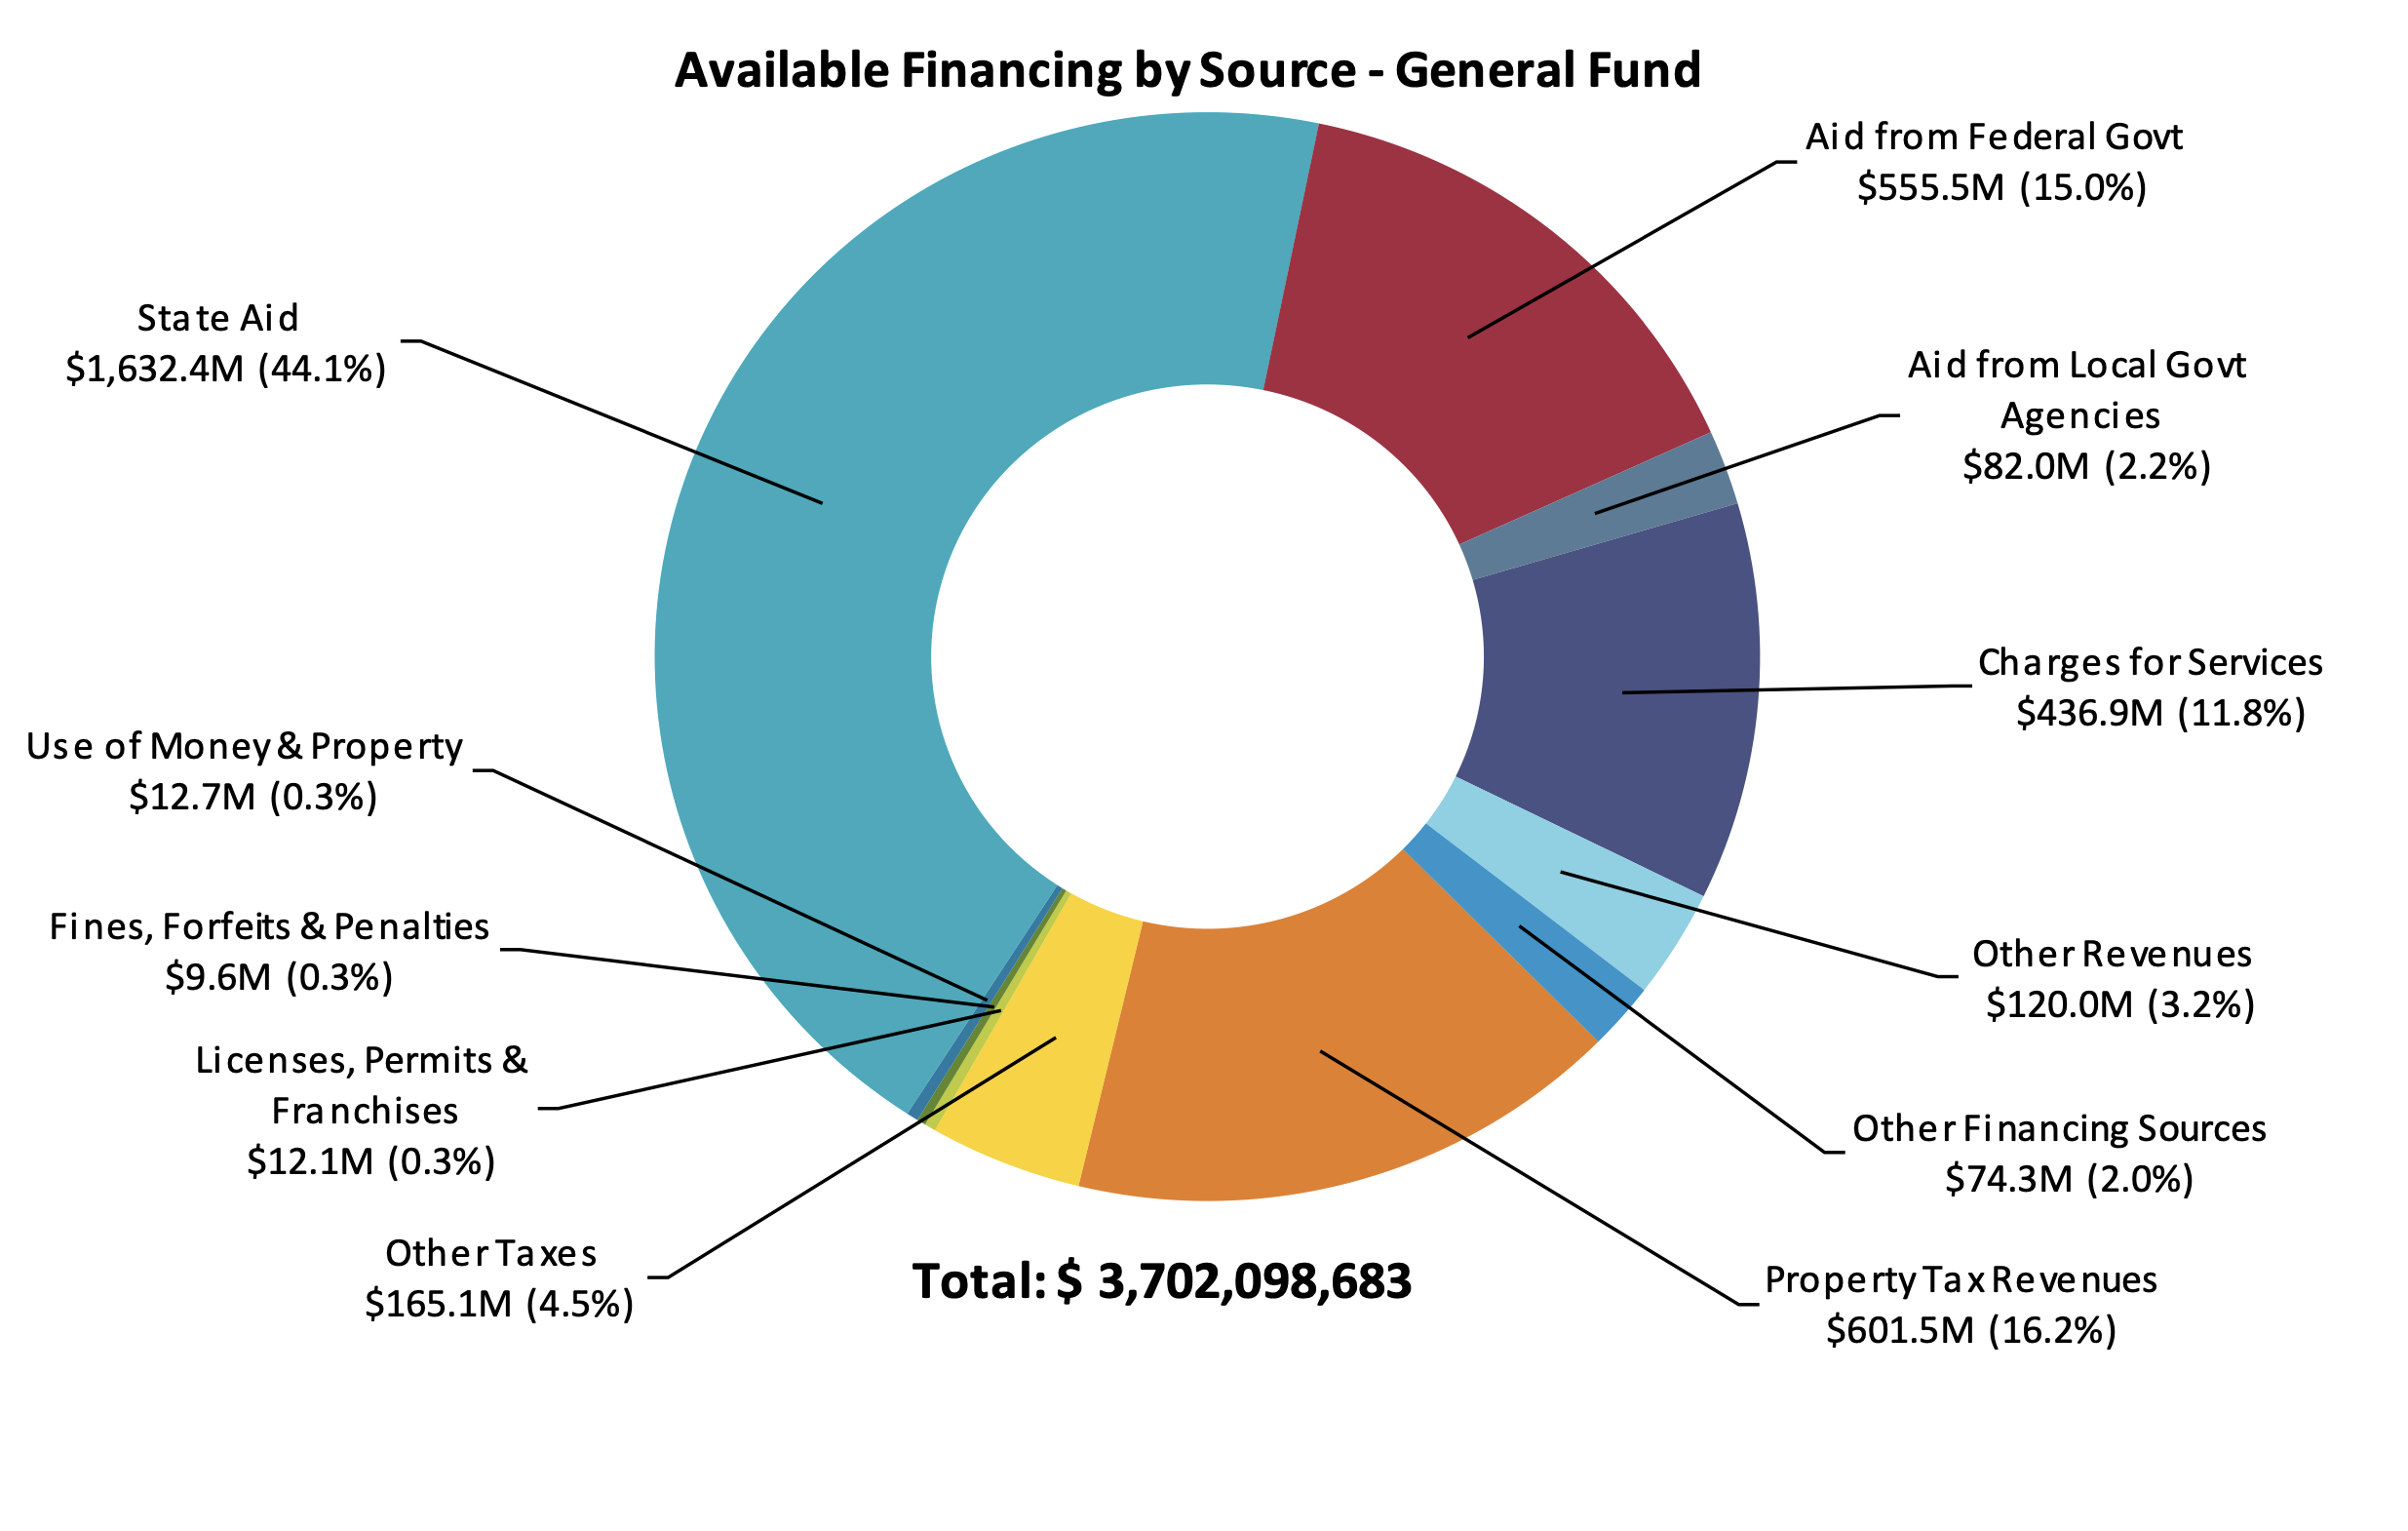 Available Financing by Source - General Fund
Aid from Federal Govt
$555.5M (15.0%)
State Aid
$1,632.4M (44.1%)
Aid from Local Govt
Agencies
$82.0M (2.2%)
Charges for Services
$436.9M (11.8%)
Use of Money & Property
$12.7M (0.3%)
Fines, Forfeits & Penalties
$9.6M (0.3%)
Other Revenues
$120.0M (3.2%)
Licenses, Permits &
Franchises
$12.1M (0.3%)
Other Financing Sources
$74.3M (2.0%)
Other Taxes
$165.1M (4.5%)
Total: $ 3,702,098,683
Property Tax Revenues
$601.5M (16.2%)